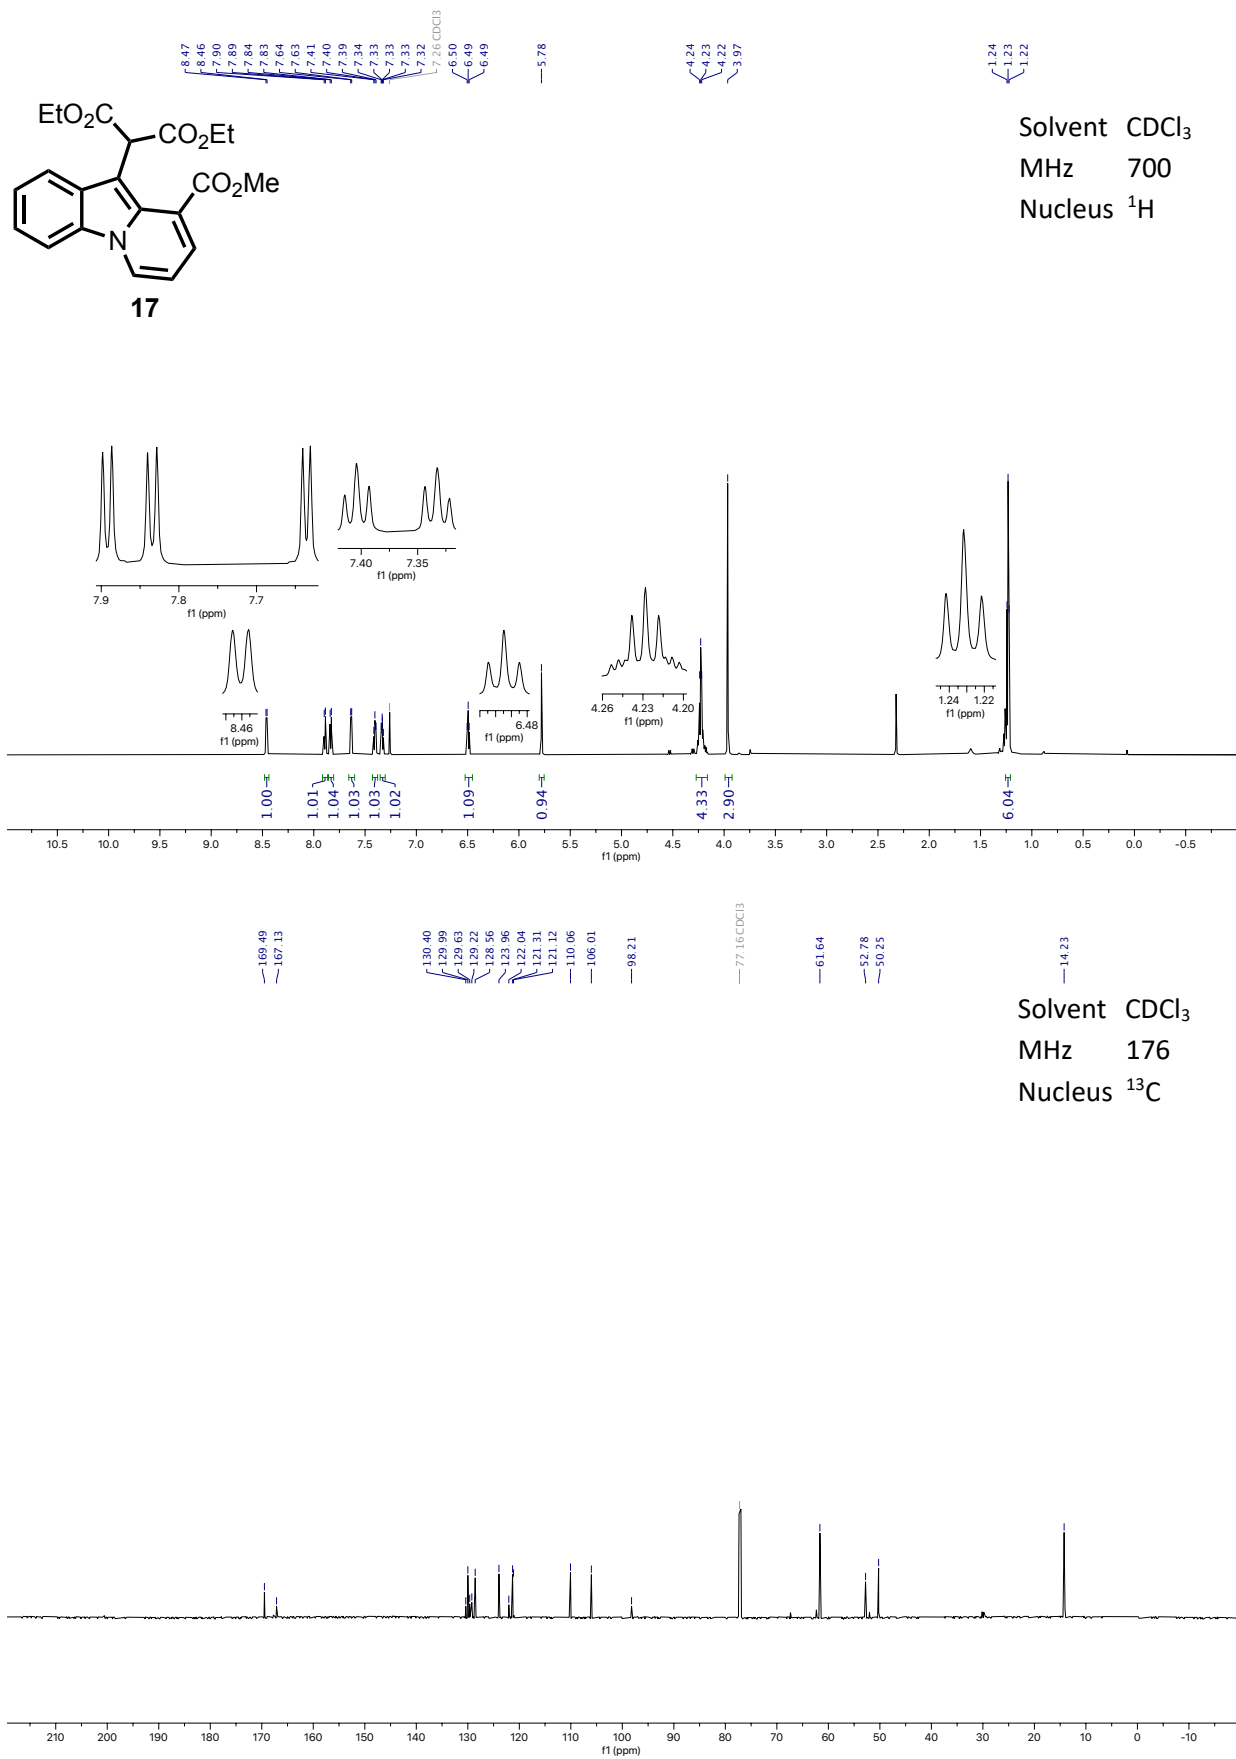 8.47 8.46 7.90 7.89 7.84 7.83 7.64 7.63 7.41 7.40 7.39 7.34 7.33 7.33 7.33 7.32 7.26 CDCl3 6.50 6.49 6.49 5.78 4.24 4.23 4.22 3.97 1.24 1.23 1.22
EtO₂C
CO₂Et
CO₂Me
N
17
Solvent CDCl₃
MHz 700
Nucleus ¹H
7.9 7.8 7.7
f1 (ppm)
7.40 7.35
f1 (ppm)
8.46
f1 (ppm)
6.48
f1 (ppm)
4.26 4.23 4.20
f1 (ppm)
1.24 1.22
f1 (ppm)
1.00 1.01 1.04 1.03 1.03 1.02 1.09 0.94 4.33 2.90 6.04
10.5 10.0 9.5 9.0 8.5 8.0 7.5 7.0 6.5 6.0 5.5 5.0 4.5 4.0 3.5 3.0 2.5 2.0 1.5 1.0 0.5 0.0 -0.5
f1 (ppm)
169.49 167.13 130.40 129.99 129.63 129.22 128.56 123.96 122.04 121.31 121.12 110.06 106.01 98.21 77.16 CDCl3 61.64 52.78 50.25 14.23
Solvent CDCl₃
MHz 176
Nucleus ¹³C
210 200 190 180 170 160 150 140 130 120 110 100 90 80 70 60 50 40 30 20 10 0 -10
f1 (ppm)